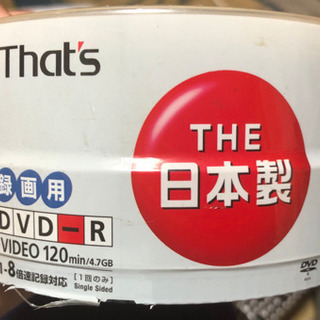 That's
THE
日本製
録画用
DVD-R
VIDEO 120min/4.7GB
1-8倍速記録対応 [1回のみ]
Single Sided
DVD